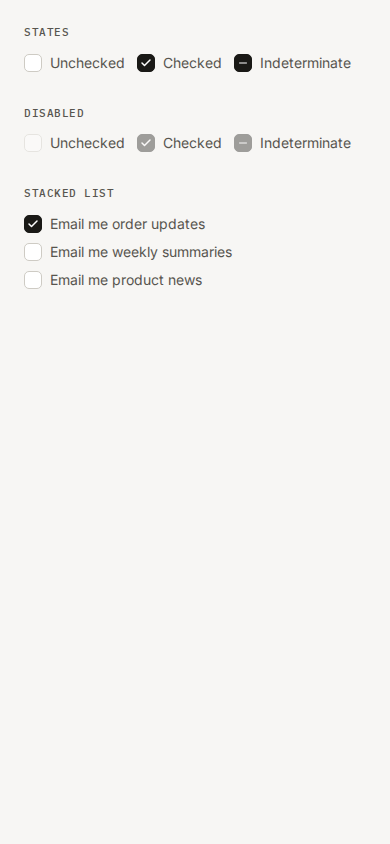 STATES
Unchecked Checked Indeterminate
DISABLED
Unchecked Checked Indeterminate
STACKED LIST
Email me order updates
Email me weekly summaries
Email me product news